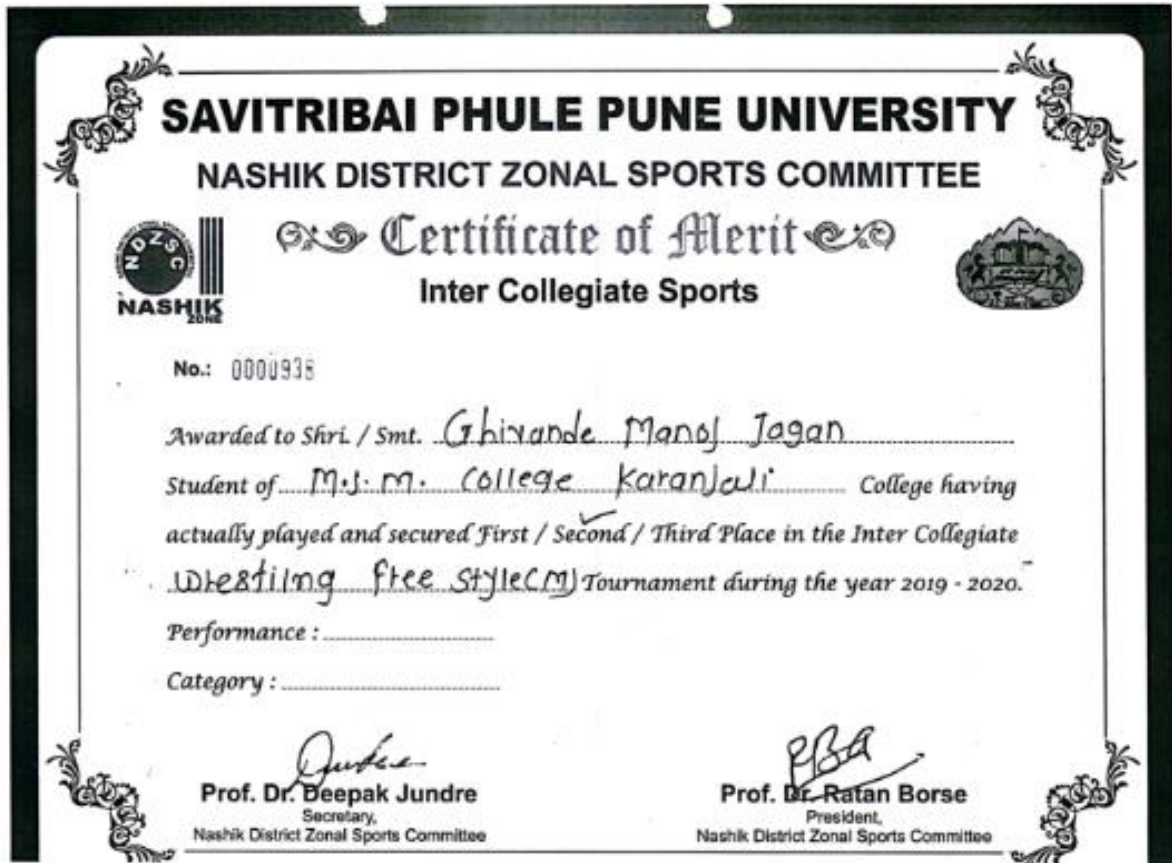 SAVITRIBAI PHULE PUNE UNIVERSITY
NASHIK DISTRICT ZONAL SPORTS COMMITTEE
NDZSC
NASHIK
ZONE
Certificate of Merit
Inter Collegiate Sports
No.: 0000938
Awarded to Shri. / Smt. Ghivande Manoj Jagan
Student of M.J.M. College Karanjali College having
actually played and secured First / Second / Third Place in the Inter Collegiate
Wrestilng free style(M) Tournament during the year 2019 - 2020.
Performance :
Category :
Prof. Dr. Deepak Jundre
Secretary,
Nashik District Zonal Sports Committee
Prof. Dr. Ratan Borse
President,
Nashik District Zonal Sports Committee